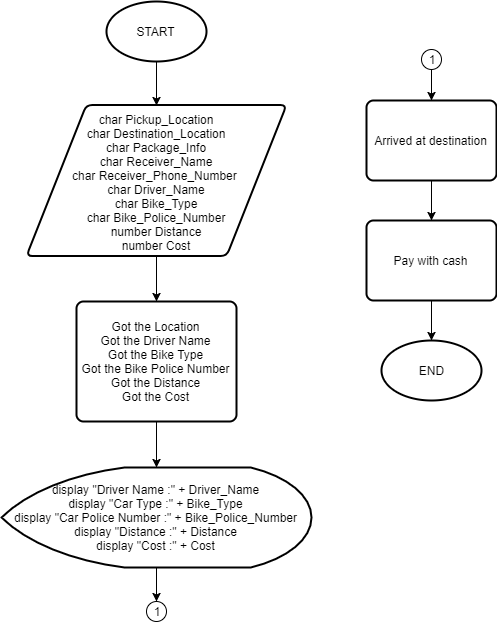 START
char Pickup_Location
char Destination_Location
char Package_Info
char Receiver_Name
char Receiver_Phone_Number
char Driver_Name
char Bike_Type
char Bike_Police_Number
number Distance
number Cost
Got the Location
Got the Driver Name
Got the Bike Type
Got the Bike Police Number
Got the Distance
Got the Cost
display "Driver Name :" + Driver_Name
display "Car Type :" + Bike_Type
display "Car Police Number :" + Bike_Police_Number
display "Distance :" + Distance
display "Cost :" + Cost
1
1
Arrived at destination
Pay with cash
END